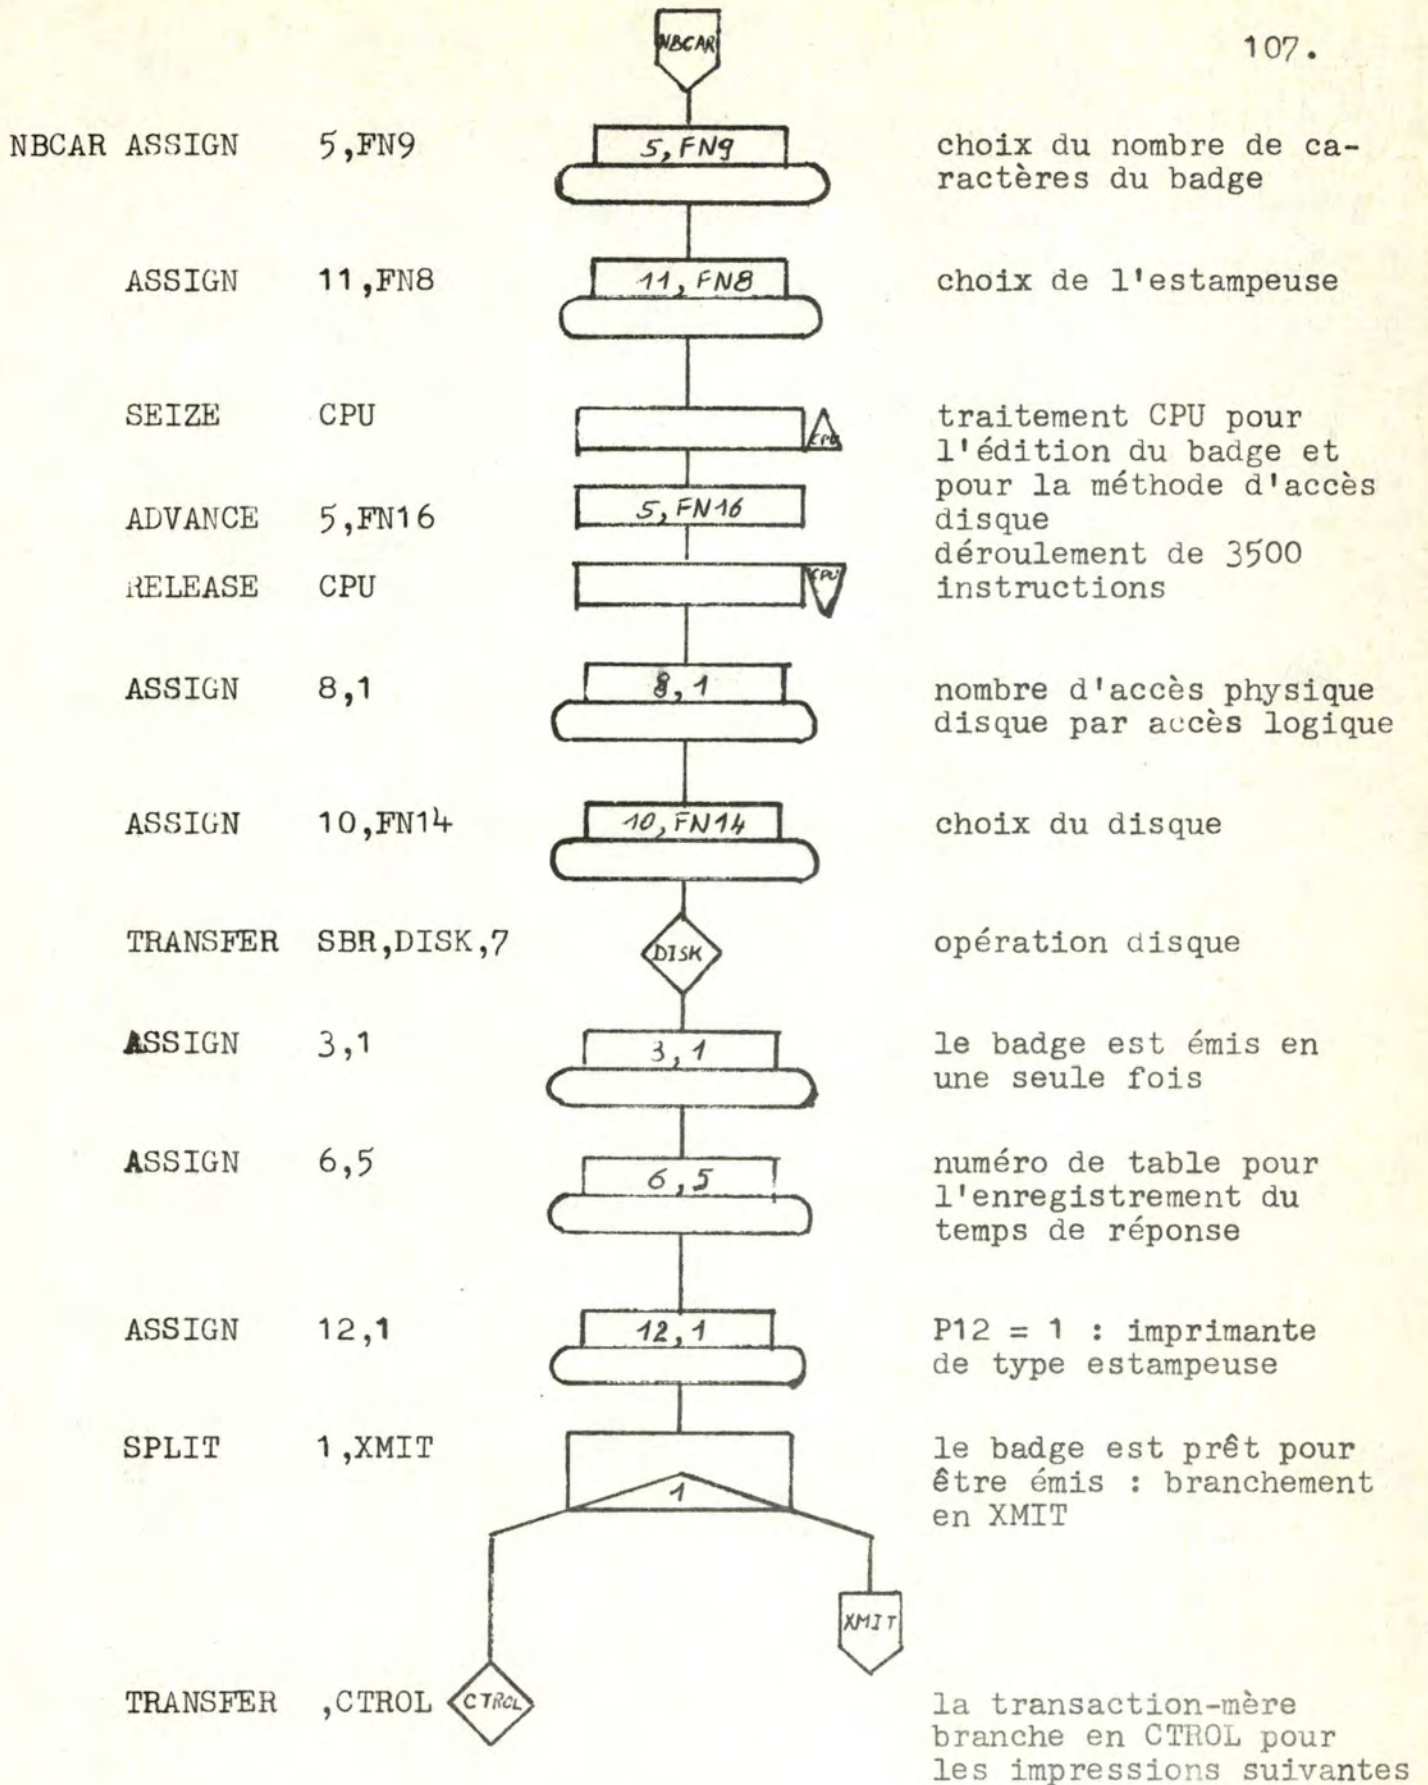 NBCAR
107.
NBCAR ASSIGN 5,FN9
5, FN9
choix du nombre de ca-
ractères du badge
ASSIGN 11,FN8
11, FN8
choix de l'estampeuse
SEIZE CPU
CPU
traitement CPU pour
l'édition du badge et
pour la méthode d'accès
disque
déroulement de 3500
instructions
ADVANCE 5,FN16
5, FN16
RELEASE CPU
CPU
ASSIGN 8,1
8, 1
nombre d'accès physique
disque par accès logique
ASSIGN 10,FN14
10, FN14
choix du disque
TRANSFER SBR,DISK,7
DISK
opération disque
ASSIGN 3,1
3, 1
le badge est émis en
une seule fois
ASSIGN 6,5
6, 5
numéro de table pour
l'enregistrement du
temps de réponse
ASSIGN 12,1
12, 1
P12 = 1 : imprimante
de type estampeuse
SPLIT 1,XMIT
1
le badge est prêt pour
être émis : branchement
en XMIT
XMIT
TRANSFER ,CTROL
CTROL
la transaction-mère
branche en CTROL pour
les impressions suivantes